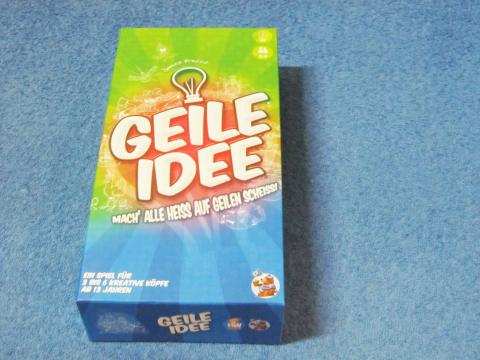 GEILE
IDEE
MACH' ALLE HEISS AUF GEILEN SCHEISS!
EIN SPIEL FÜR
3 BIS 6 KREATIVE KÖPFE
AB 13 JAHREN
GEILE
IDEE